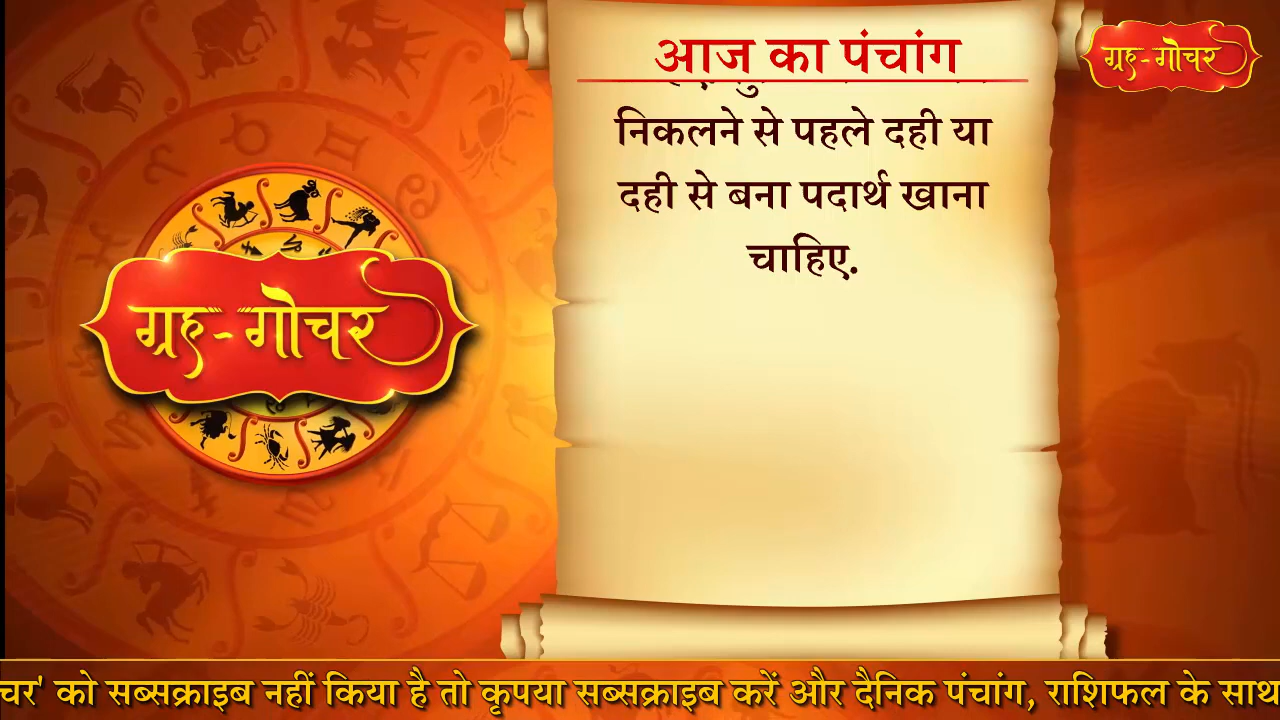 आज का पंचांग
ग्रह-गोचर
निकलने से पहले दही या
दही से बना पदार्थ खाना
चाहिए.
ग्रह-गोचर
चर' को सब्सक्राइब नहीं किया है तो कृपया सब्सक्राइब करें और दैनिक पंचांग, राशिफल के साथ